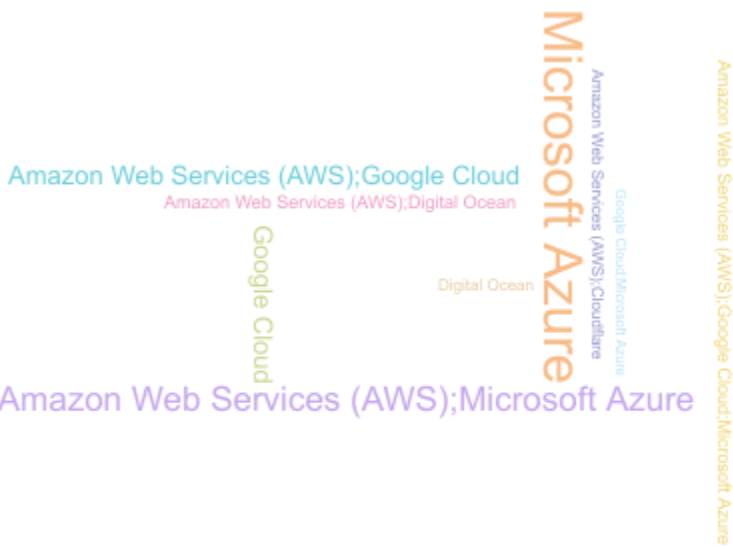 Amazon Web Services (AWS);Google Cloud
Amazon Web Services (AWS);Digital Ocean
Google Cloud
Digital Ocean
Microsoft Azure
Amazon Web Services (AWS);Cloudflare
Google Cloud;Microsoft Azure
Amazon Web Services (AWS);Google Cloud;Microsoft Azure
Amazon Web Services (AWS);Microsoft Azure